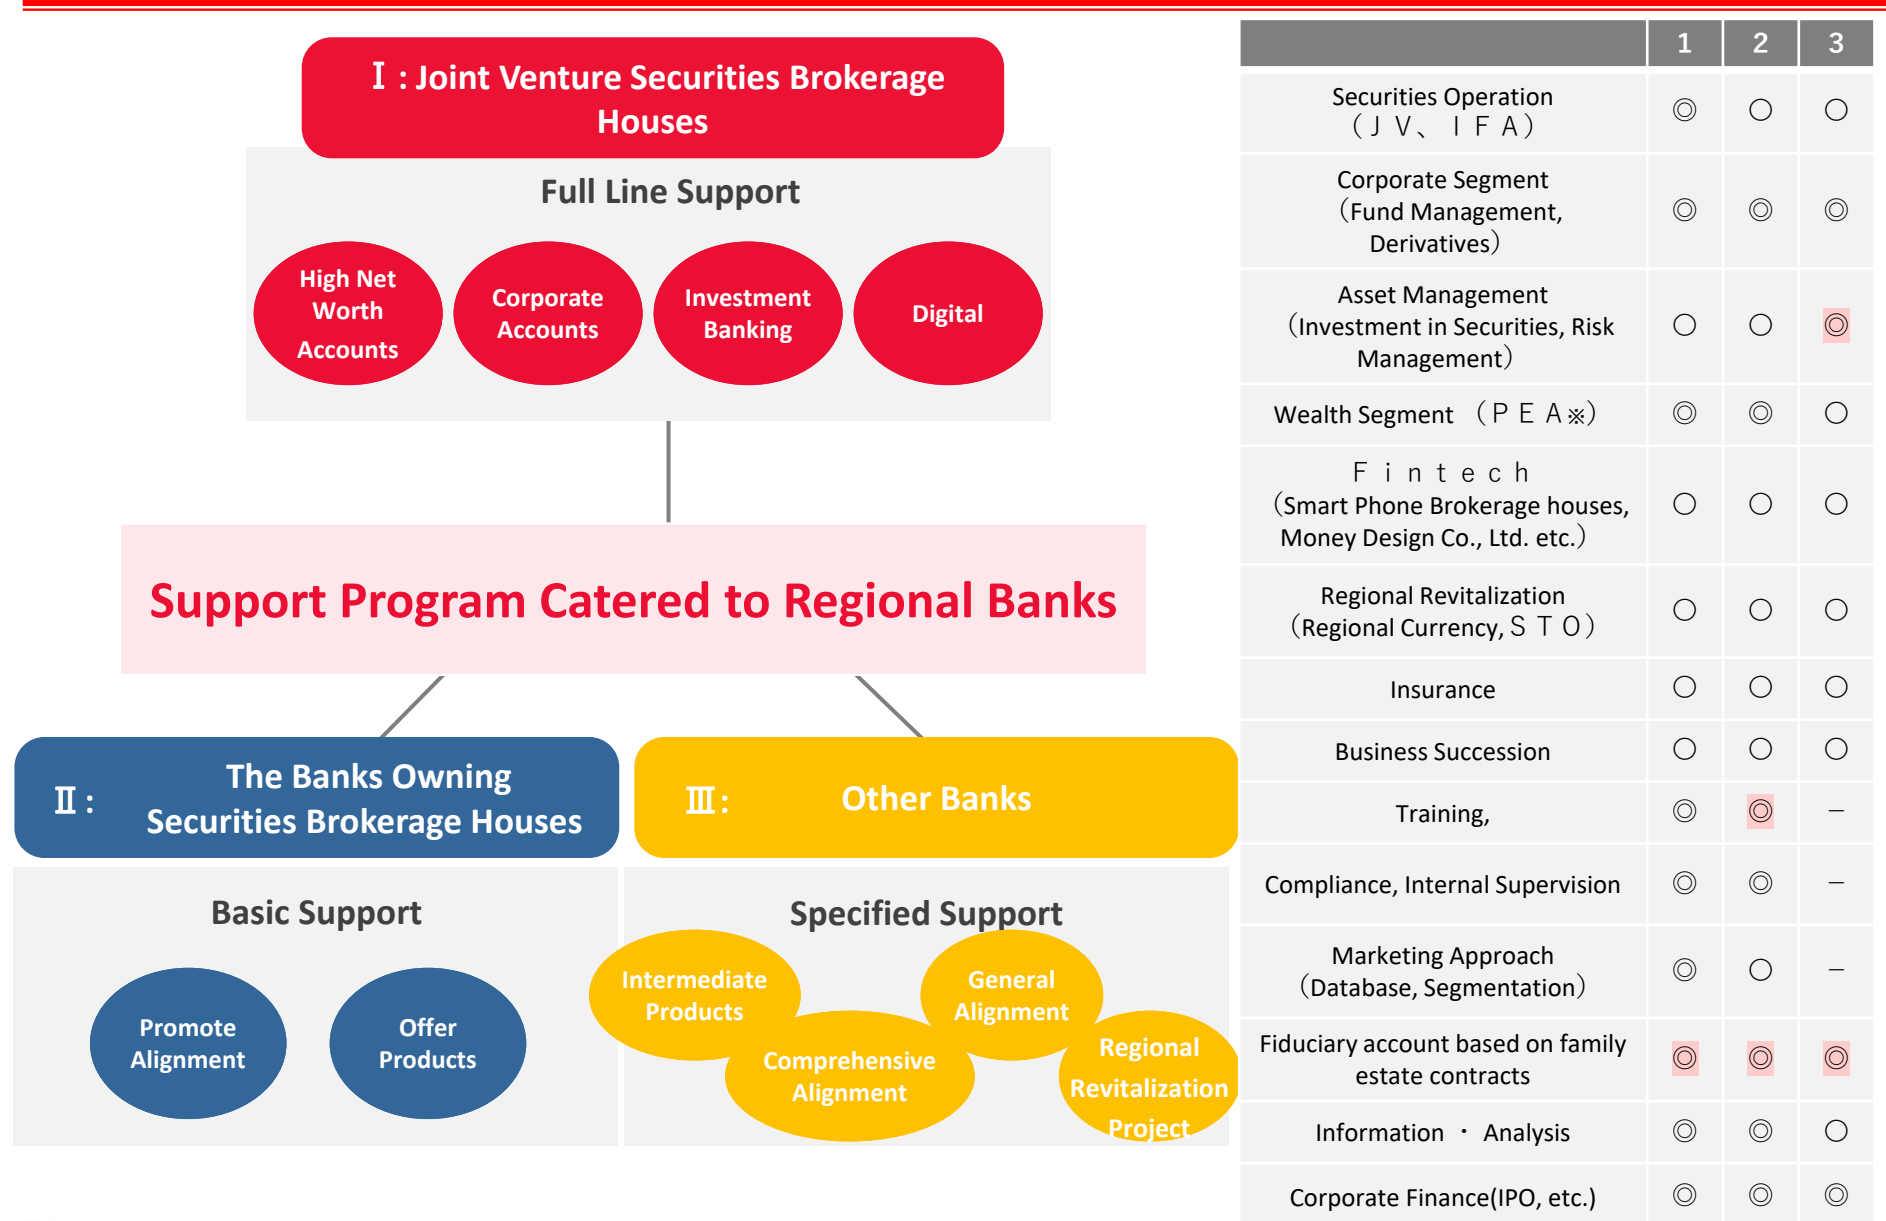 Ⅰ : Joint Venture Securities Brokerage
Houses
Full Line Support
High Net
Worth
Accounts
Corporate
Accounts
Investment
Banking
Digital
Support Program Catered to Regional Banks
Ⅱ :
The Banks Owning
Securities Brokerage Houses
Basic Support
Promote
Alignment
Offer
Products
Ⅲ :
Other Banks
Specified Support
Intermediate
Products
Comprehensive
Alignment
General
Alignment
Regional
Revitalization
Project
1 2 3
Securities Operation
（ＪＶ、ＩＦＡ） ◎ ○ ○
Corporate Segment
（Fund Management,
Derivatives） ◎ ◎ ◎
Asset Management
（Investment in Securities, Risk
Management） ○ ○ ◎
Wealth Segment （ＰＥＡ※） ◎ ◎ ○
Ｆｉｎｔｅｃｈ
（Smart Phone Brokerage houses,
Money Design Co., Ltd. etc.） ○ ○ ○
Regional Revitalization
（Regional Currency,ＳＴＯ） ○ ○ ○
Insurance ○ ○ ○
Business Succession ○ ○ ○
Training, ◎ ◎ －
Compliance, Internal Supervision ◎ ◎ －
Marketing Approach
（Database, Segmentation） ◎ ○ －
Fiduciary account based on family
estate contracts ◎ ◎ ◎
Information ・ Analysis ◎ ◎ ○
Corporate Finance(IPO, etc.) ◎ ◎ ◎